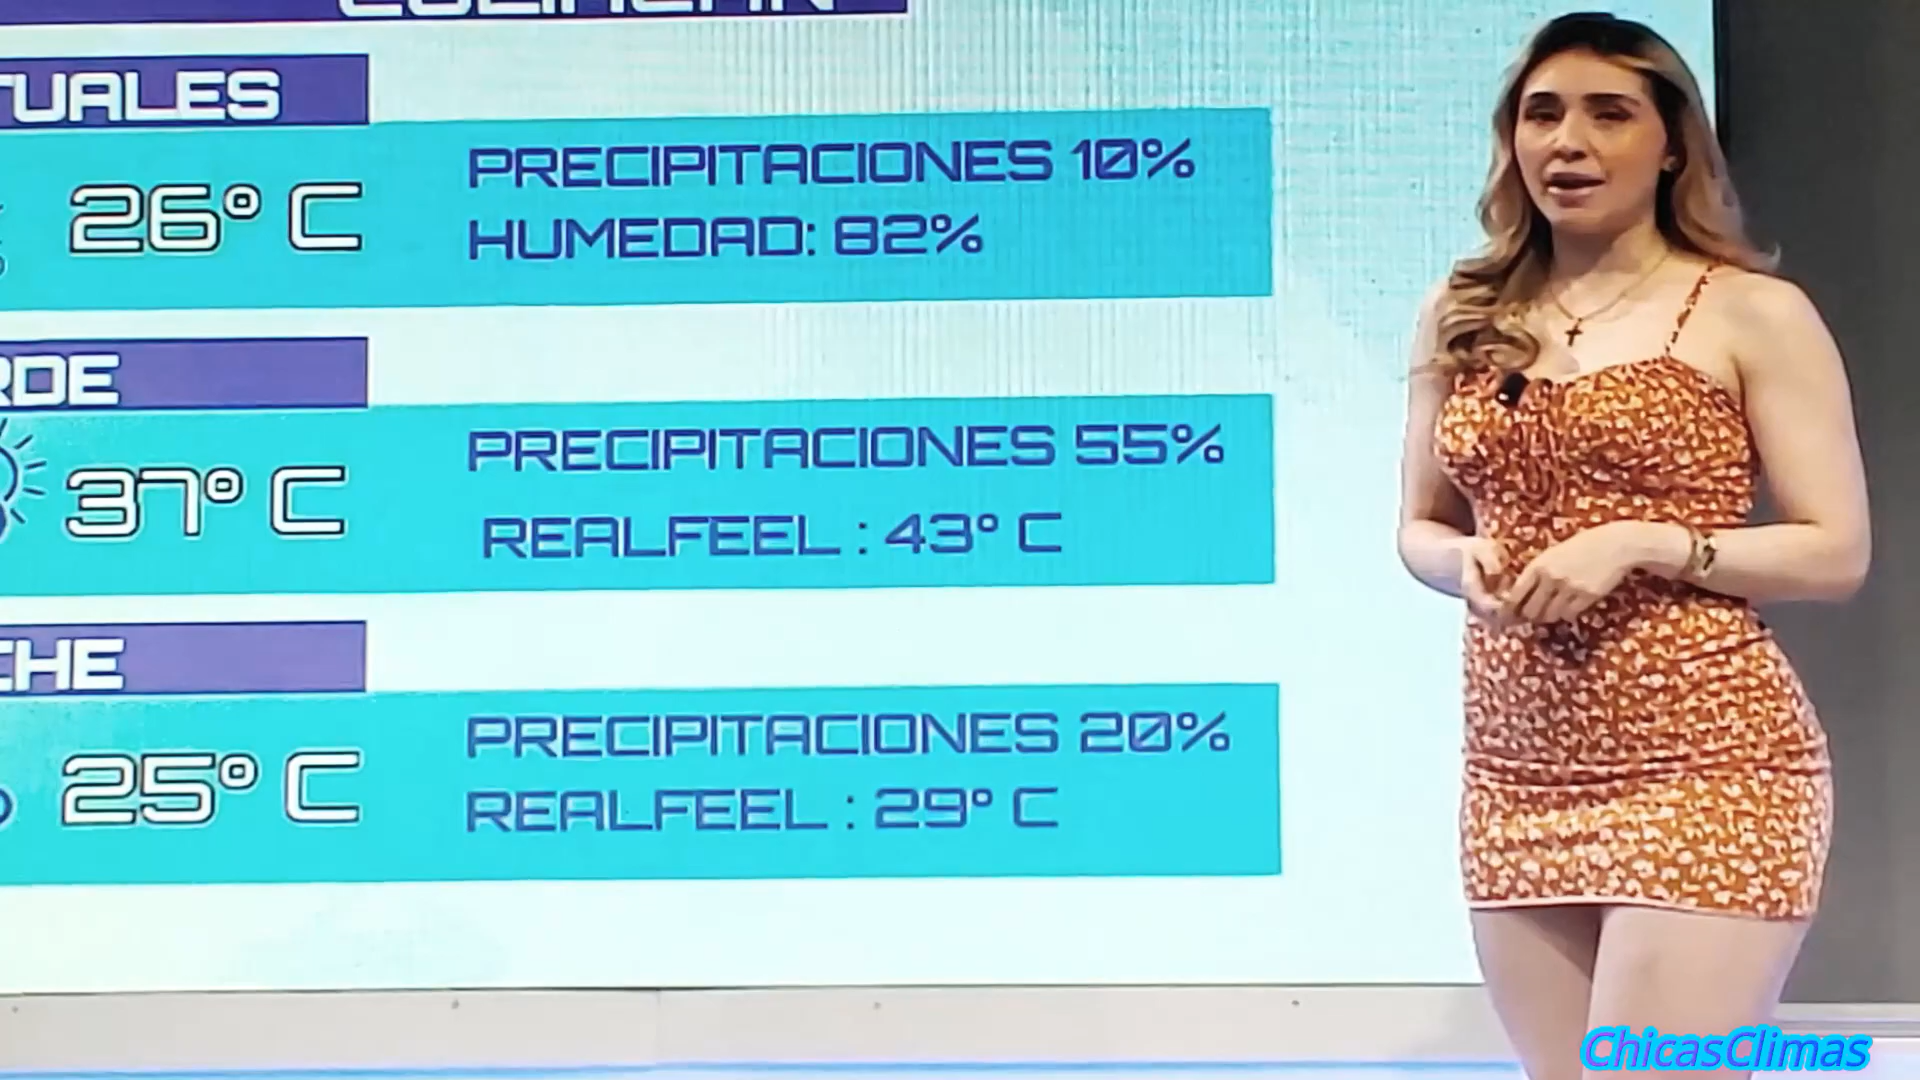 CULIACAN
TUALES
26° C
PRECIPITACIONES 10%
HUMEDAD: 82%
RDE
37° C
PRECIPITACIONES 55%
REALFEEL : 43° C
CHE
25° C
PRECIPITACIONES 20%
REALFEEL : 29° C
ChicasClimas